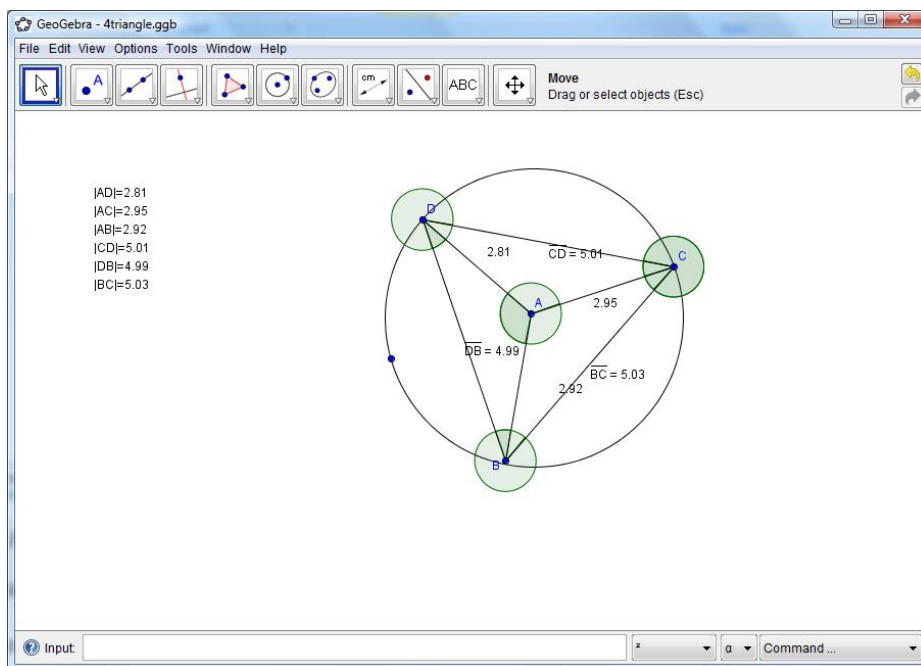 GeoGebra - 4triangle.ggb
File Edit View Options Tools Window Help
A
cm
ABC
Move
Drag or select objects (Esc)
|AD|=2.81
|AC|=2.95
|AB|=2.92
|CD|=5.01
|DB|=4.99
|BC|=5.03
D
2.81
CD = 5.01
C
A
2.95
DB = 4.99
BC = 5.03
2.92
B
Input:
²
α
Command ...